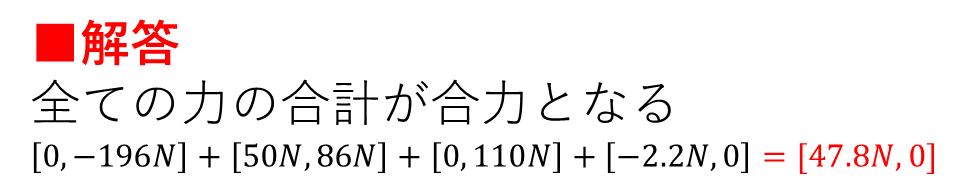 ■解答
全ての力の合計が合力となる
[0, −196N] + [50N, 86N] + [0, 110N] + [−2.2N, 0] = [47.8N, 0]